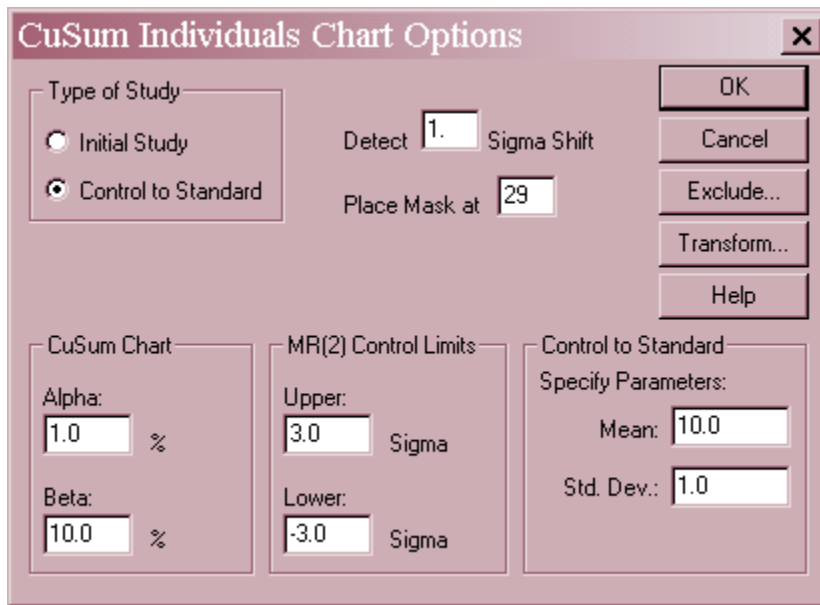 CuSum Individuals Chart Options
Type of Study
Initial Study
Control to Standard
Detect 1. Sigma Shift
Place Mask at 29
OK
Cancel
Exclude...
Transform...
Help
CuSum Chart
Alpha:
1.0 %
Beta:
10.0 %
MR(2) Control Limits
Upper:
3.0 Sigma
Lower:
-3.0 Sigma
Control to Standard
Specify Parameters:
Mean: 10.0
Std. Dev.: 1.0